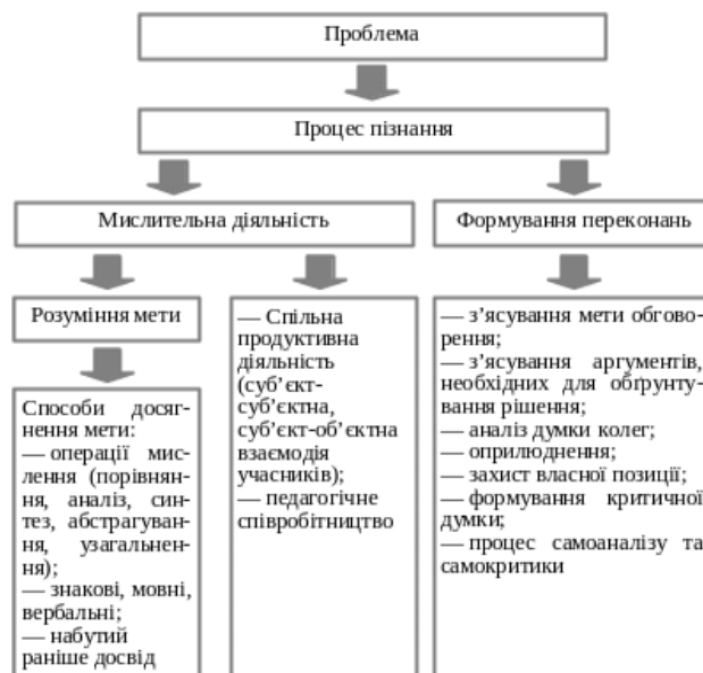 Проблема
Процес пізнання
Мислительна діяльність
Формування переконань
Розуміння мети
Способи досяг-
нення мети:
— операції мис-
лення (порівнян-
ня, аналіз, син-
тез, абстрагуван-
ня, узагальнен-
ня);
— знакові, мовні,
вербальні;
— набутий
раніше досвід
— Спільна
продуктивна
діяльність
(суб’єкт-
суб’єктна,
суб’єкт-об’єктна
взаємодія
учасників);
— педагогічне
співробітництво
— з’ясування мети обгово-
рення;
— з’ясування аргументів,
необхідних для обґрунту-
вання рішення;
— аналіз думки колег;
— оприлюднення;
— захист власної позиції;
— формування критичної
думки;
— процес самоаналізу та
самокритики